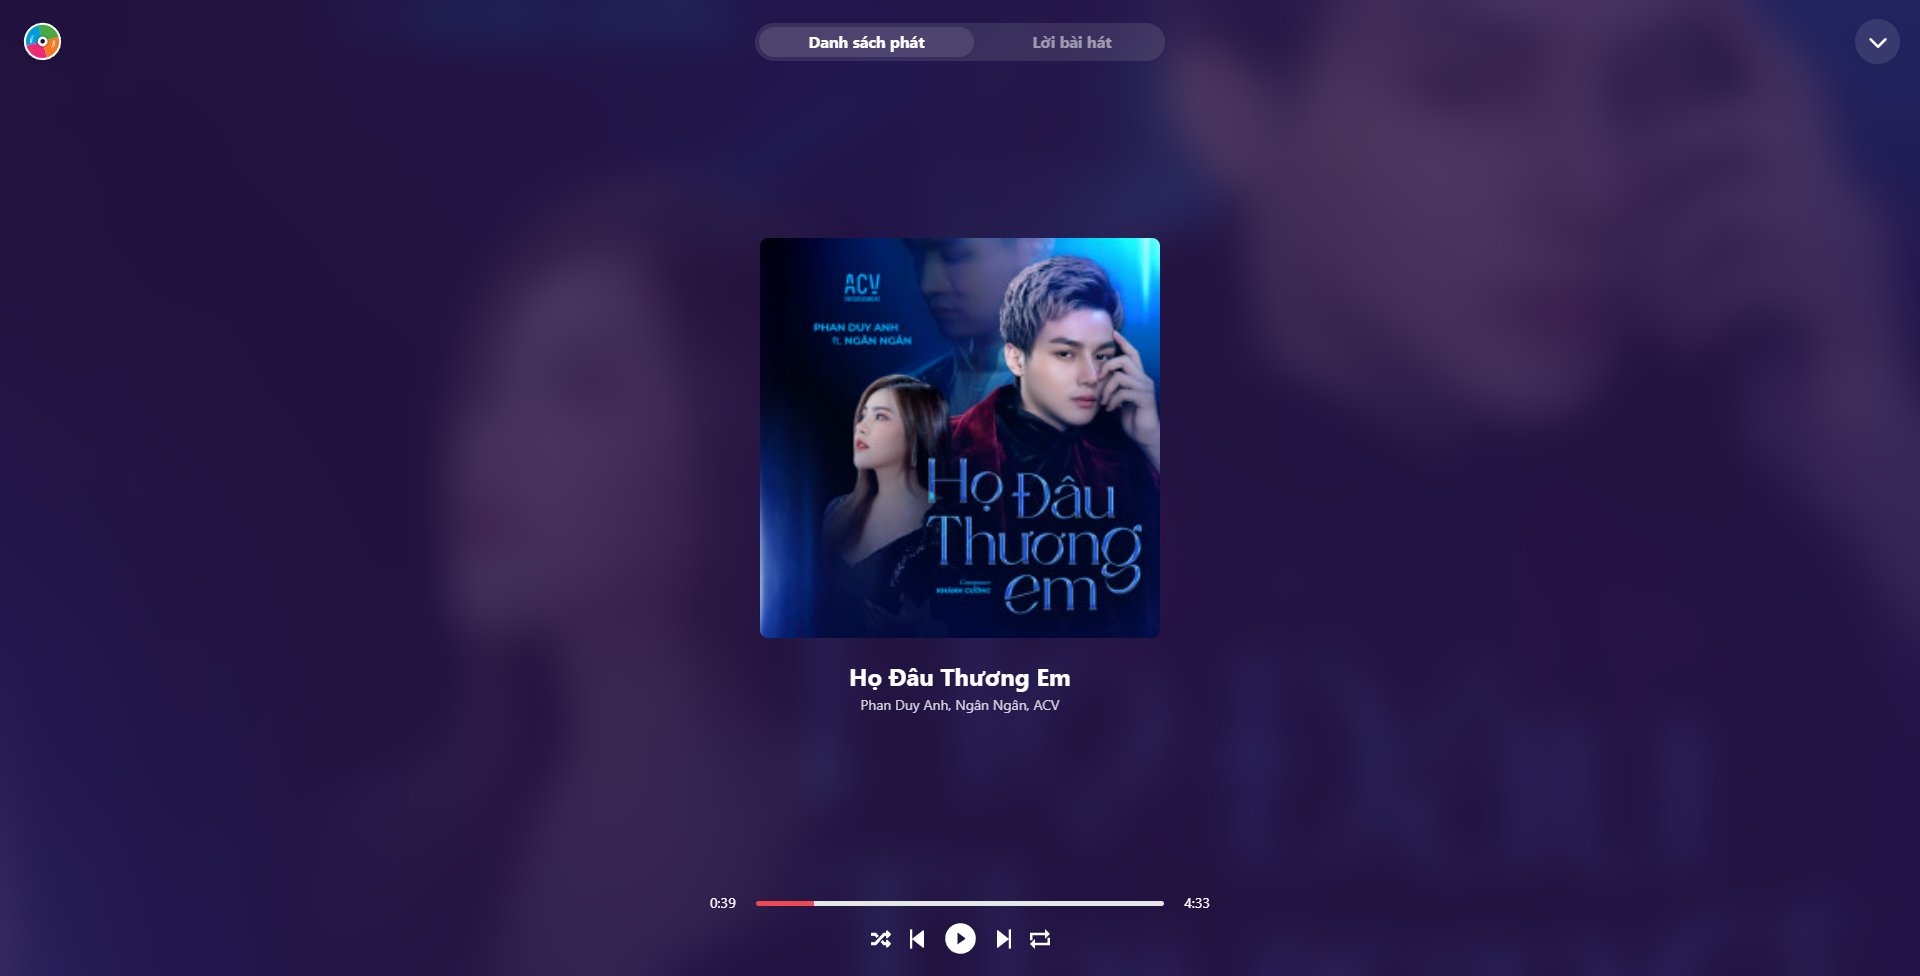 Danh sách phát
Lời bài hát
ACV
PHAN DUY ANH
ft. NGÂN NGÂN
Họ Đâu
Thương
em
Composer
KHÁNH CƯỜNG
Họ Đâu Thương Em
Phan Duy Anh, Ngân Ngân, ACV
0:39
4:33